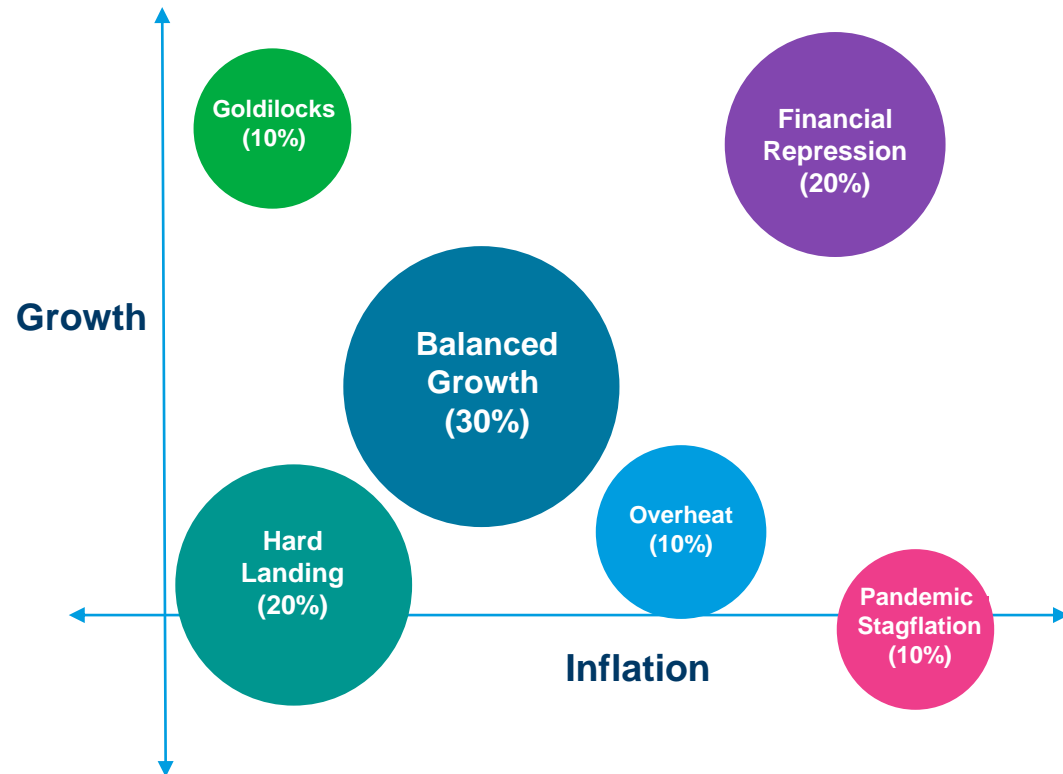 Goldilocks
(10%)
Financial
Repression
(20%)
Growth
Balanced
Growth
(30%)
Hard
Landing
(20%)
Overheat
(10%)
Pandemic
Stagflation
(10%)
Inflation